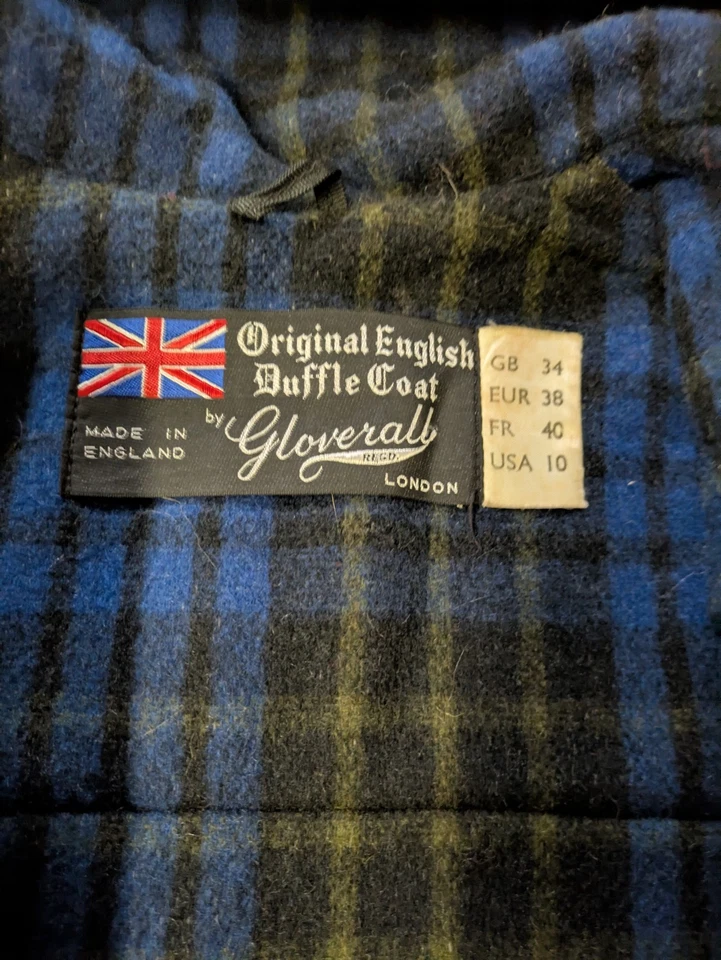 Original English
Duffle Coat
by Gloverall
REGD.
MADE IN
ENGLAND
LONDON
GB 34
EUR 38
FR 40
USA 10